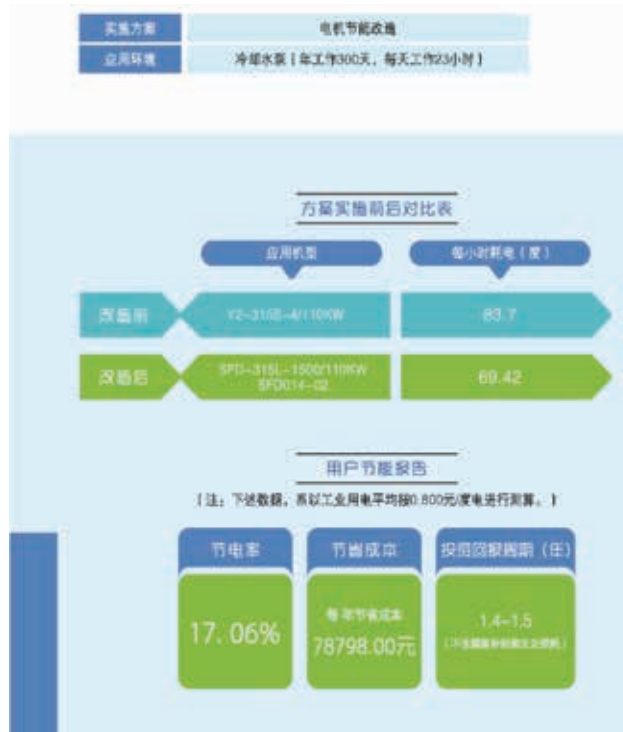 实施方案
电机节能改造
应用环境
冷却水泵（年工作300天，每天工作23小时）
方案实施前后对比表
应用机型
每小时耗电（度）
改造前
Y2-315S-4/110KW
83.7
改造后
SFD-315L-1500/110KW
SFD014-02
69.42
用户节能报告
（注：下述数据，系以工业用电平均按0.800元/度电进行测算。）
节电率
节省成本
投资回报周期（年）
17.06%
每年节省成本
78798.00元
1.4-1.5